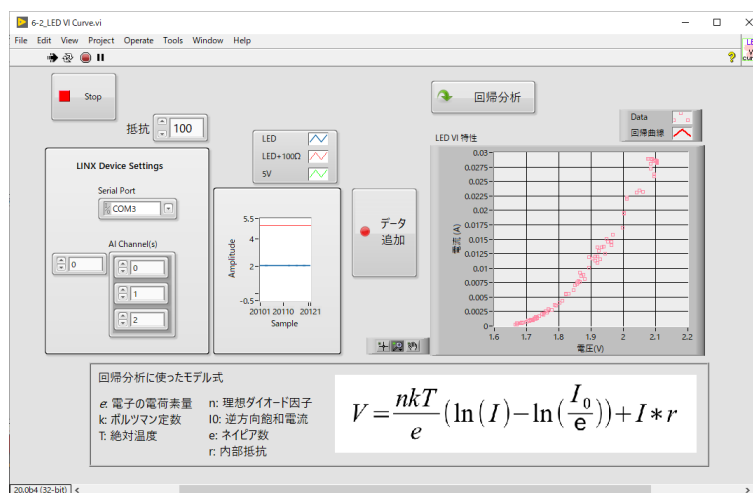 6-2_LED VI Curve.vi
File Edit View Project Operate Tools Window Help
Stop
回帰分析
抵抗 100
LED
LED+100Ω
5V
Data
回帰曲線
LINX Device Settings
Serial Port
COM3
AI Channel(s)
0
0
1
2
5.5
4
2
-0.5
Amplitude
20101 20110 20121
Sample
データ
追加
LED VI 特性
0.03
0.0275
0.025
0.0225
0.02
0.0175
0.015
0.0125
0.01
0.0075
0.005
0.0025
0
電流 (A)
1.6 1.7 1.8 1.9 2 2.1 2.2
電圧(V)
回帰分析に使ったモデル式
e: 電子の電荷素量
k: ボルツマン定数
T: 絶対温度
n: 理想ダイオード因子
I0: 逆方向飽和電流
e: ネイピア数
r: 内部抵抗
V = nkT/e (ln(I) − ln(I₀/e)) + I∗r
20.0b4 (32-bit)